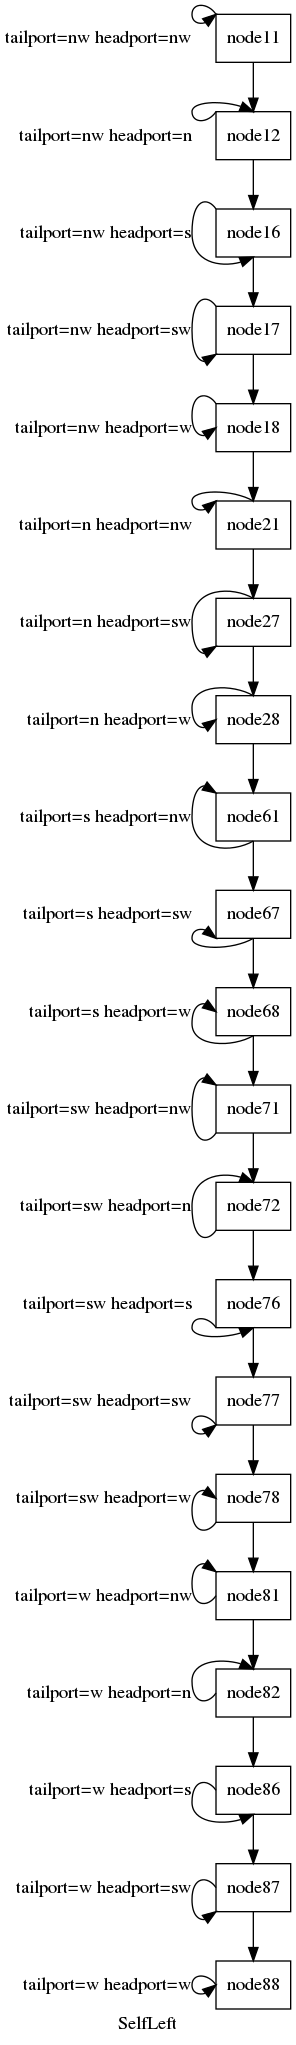 tailport=nw headport=nw node11
tailport=nw headport=n node12
tailport=nw headport=s node16
tailport=nw headport=sw node17
tailport=nw headport=w node18
tailport=n headport=nw node21
tailport=n headport=sw node27
tailport=n headport=w node28
tailport=s headport=nw node61
tailport=s headport=sw node67
tailport=s headport=w node68
tailport=sw headport=nw node71
tailport=sw headport=n node72
tailport=sw headport=s node76
tailport=sw headport=sw node77
tailport=sw headport=w node78
tailport=w headport=nw node81
tailport=w headport=n node82
tailport=w headport=s node86
tailport=w headport=sw node87
tailport=w headport=w node88
SelfLeft